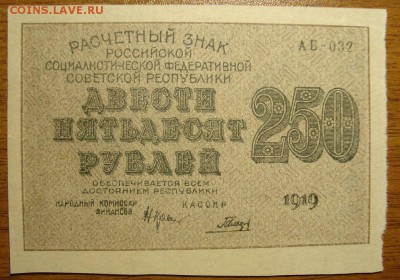 COINS.LAVE.RU
РАСЧЕТНЫЙ ЗНАК
РОССИЙСКОЙ
СОЦИАЛИСТИЧЕСКОЙ ФЕДЕРАТИВНОЙ
СОВЕТСКОЙ РЕСПУБЛИКИ
АБ-032
ДВЕСТИ
ПЯТЬДЕСЯТ
РУБЛЕЙ
250
ОБЕСПЕЧИВАЕТСЯ ВСЕМ
ДОСТОЯНИЕМ РЕСПУБЛИКИ
1919
НАРОДНЫЙ КОМИССАР
ФИНАНСОВ
КАССИР